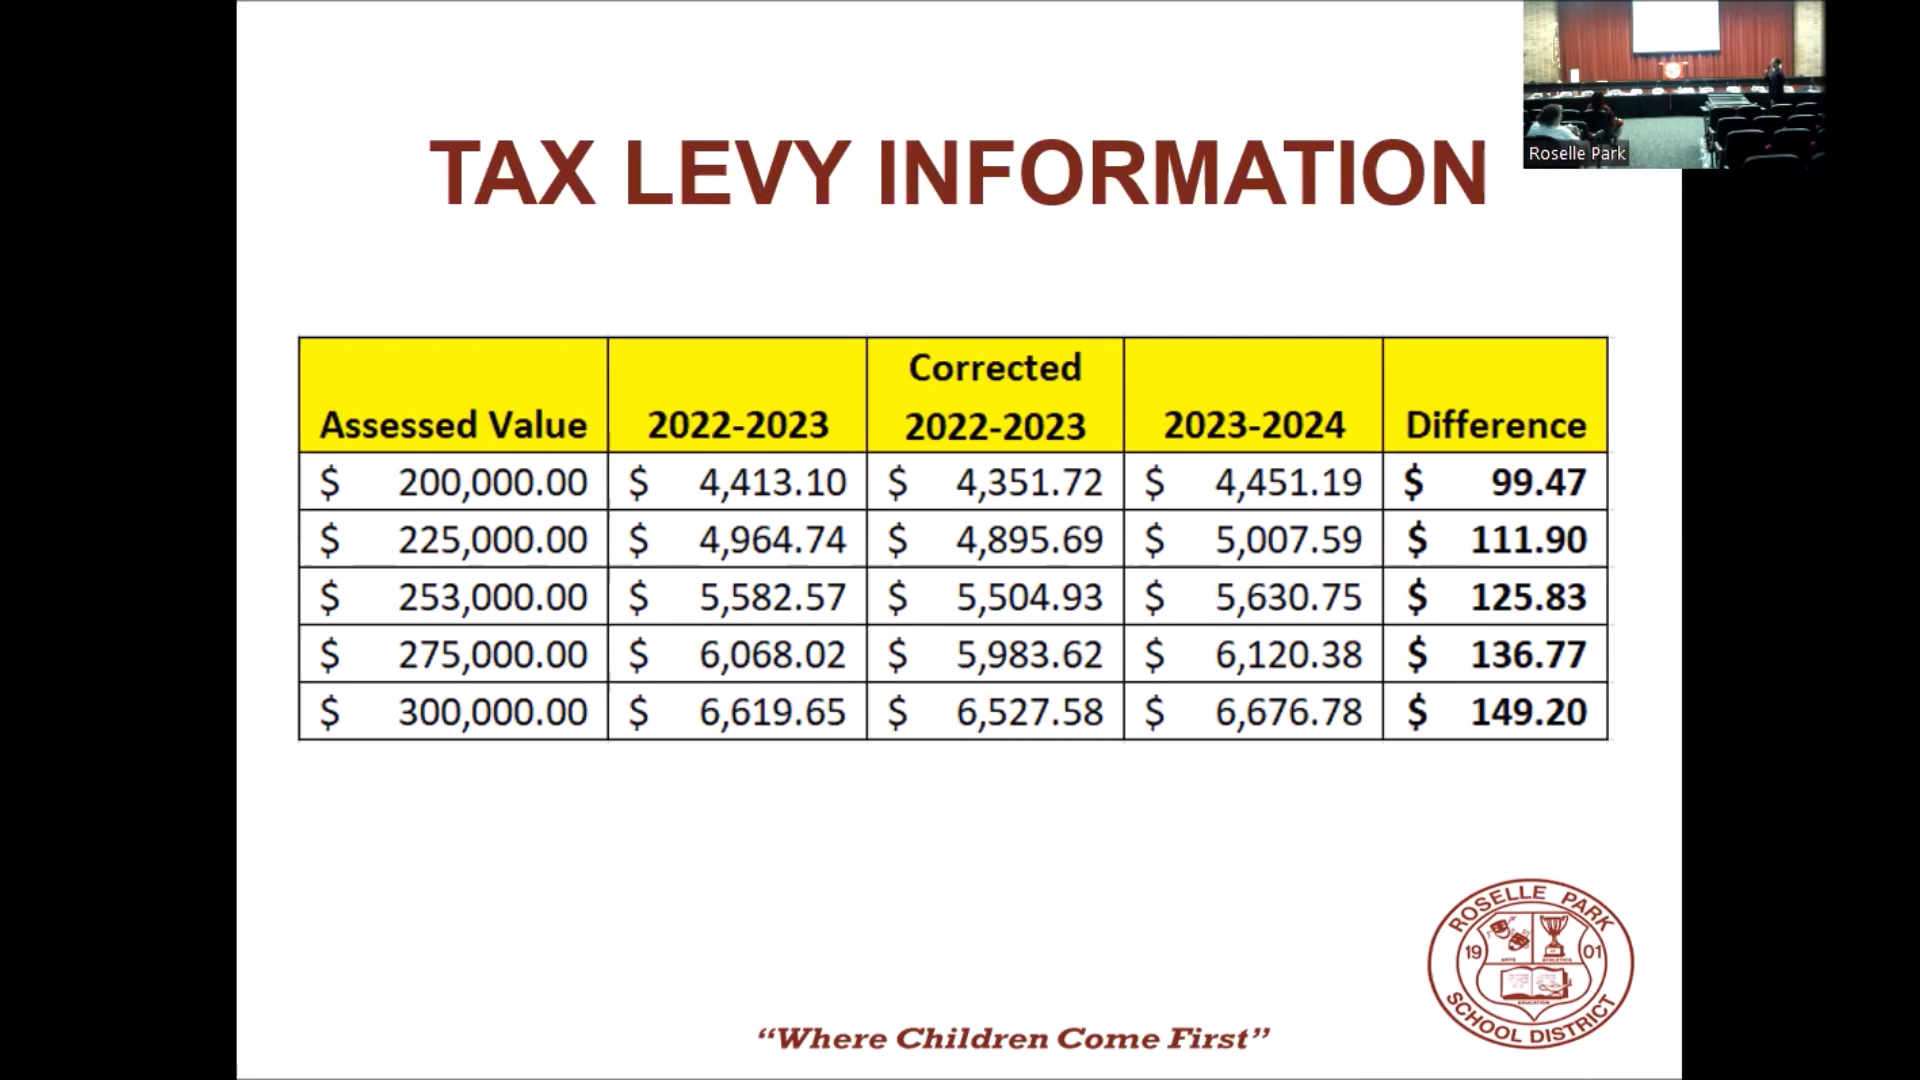 TAX LEVY INFORMATION
Roselle Park
Assessed Value 2022-2023 Corrected 2022-2023 2023-2024 Difference
$ 200,000.00 $ 4,413.10 $ 4,351.72 $ 4,451.19 $ 99.47
$ 225,000.00 $ 4,964.74 $ 4,895.69 $ 5,007.59 $ 111.90
$ 253,000.00 $ 5,582.57 $ 5,504.93 $ 5,630.75 $ 125.83
$ 275,000.00 $ 6,068.02 $ 5,983.62 $ 6,120.38 $ 136.77
$ 300,000.00 $ 6,619.65 $ 6,527.58 $ 6,676.78 $ 149.20
ROSELLE PARK
19 01
ARTS ATHLETICS
EDUCATION
SCHOOL DISTRICT
“Where Children Come First”